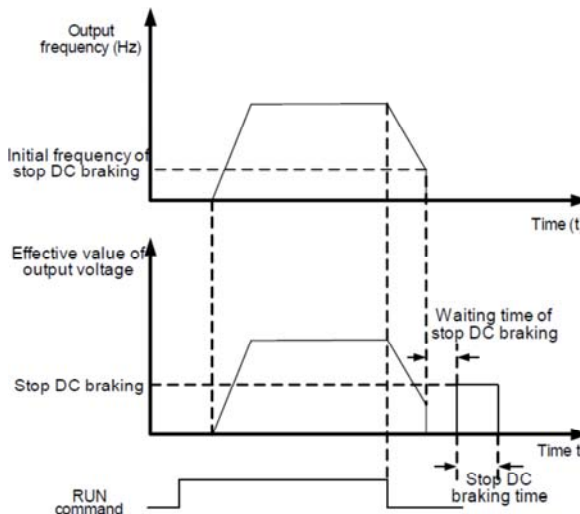 Output
frequency (Hz)
Initial frequency of
stop DC braking
Time (t
Effective value of
output voltage
Waiting time of
stop DC braking
Stop DC braking
Time t
Stop DC
braking time
RUN
command